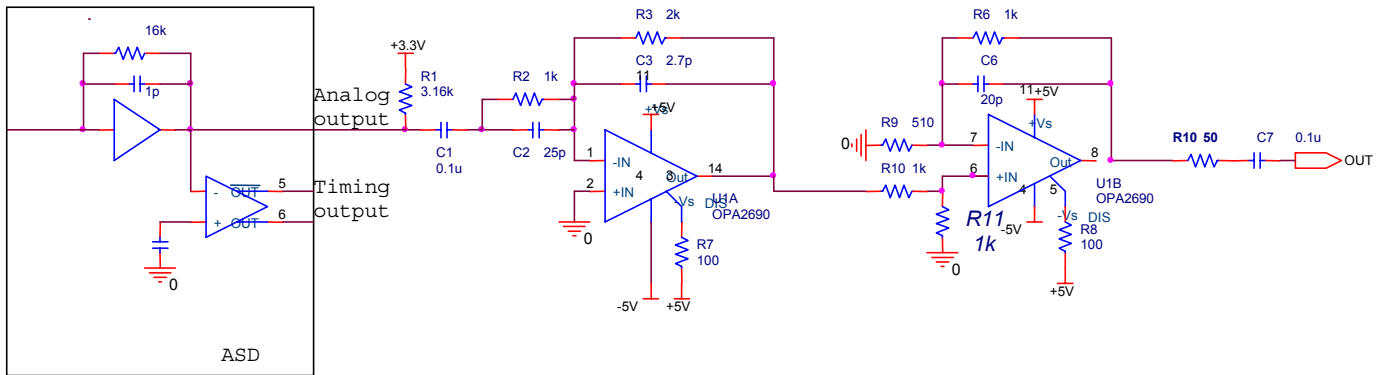 16k
1p
Analog
output
+3.3V
R1
3.16k
C1
0.1u
R2 1k
C2 25p
R3 2k
C3 2.7p
11
+Vs
+5V
1
-IN
2
+IN
4
3
Out
14
-Vs
DIS
U1A
OPA2690
0
R7
100
-5V
+5V
- OUT
5
+ OUT
6
Timing
output
0
ASD
R6 1k
C6
20p
11
+5V
+Vs
R9 510
0
7
-IN
R10 1k
6
+IN
Out
8
4
5
U1B
OPA2690
-Vs
DIS
R11
1k
-5V
0
R8
100
+5V
R10 50
C7
0.1u
OUT